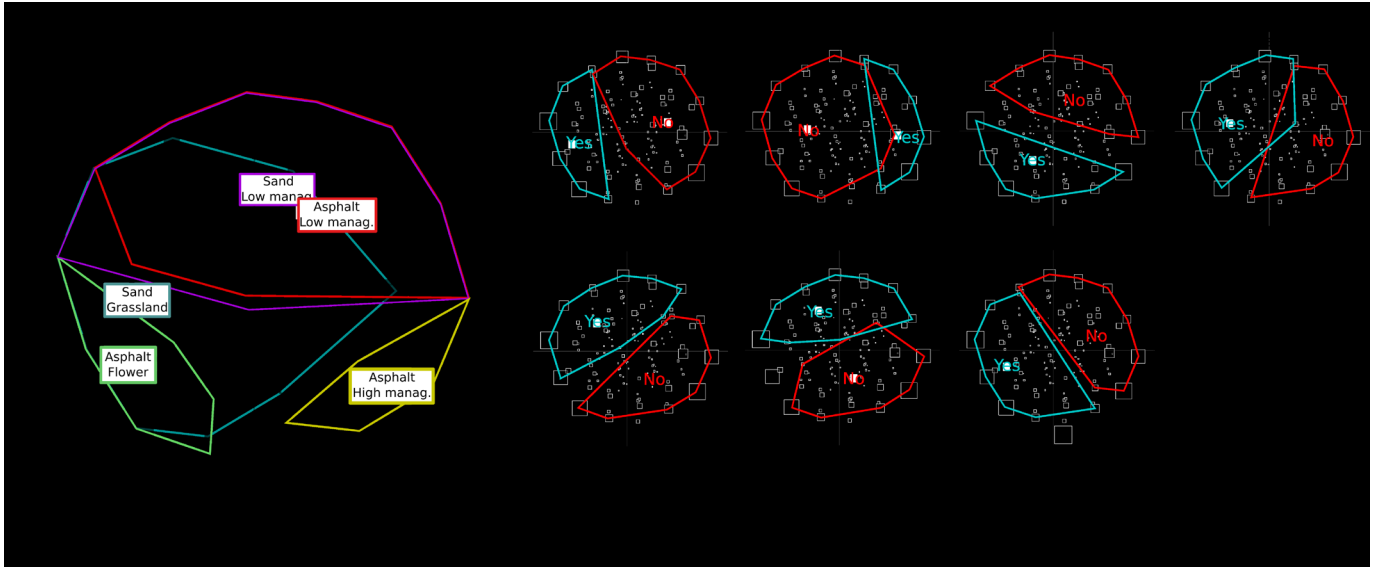 Sand
Low manag.
Asphalt
Low manag.
Sand
Grassland
Asphalt
Flower
Asphalt
High manag.
Yes
No
No
Yes
No
Yes
Yes
No
Yes
No
Yes
No
No
Yes